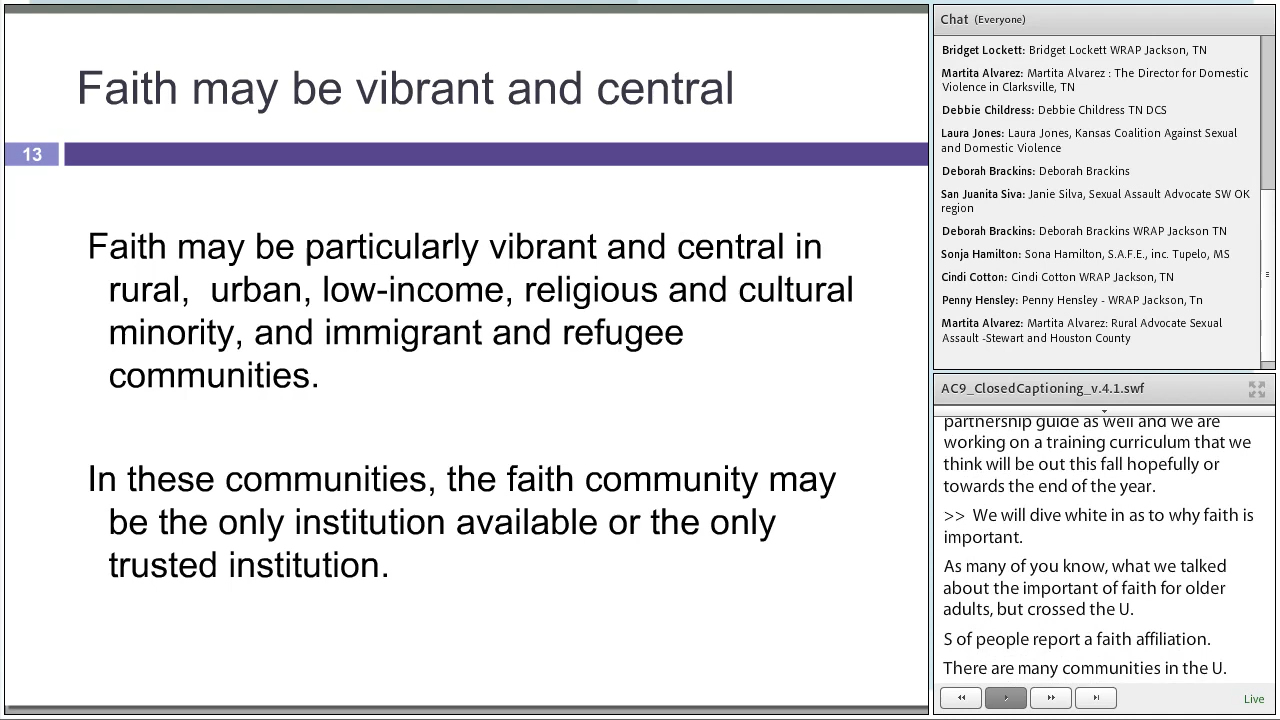 Faith may be vibrant and central
13
Faith may be particularly vibrant and central in
rural,  urban, low-income, religious and cultural
minority, and immigrant and refugee
communities.
In these communities, the faith community may
be the only institution available or the only
trusted institution.
Chat (Everyone)
Bridget Lockett: Bridget Lockett WRAP Jackson, TN
Martita Alvarez: Martita Alvarez - The Director for Domestic
Violence in Clarksville, TN
Debbie Childress: Debbie Childress TN DCS
Laura Jones: Laura Jones, Kansas Coalition Against Sexual
and Domestic Violence
Deborah Brackins: Deborah Brackins
San Juanita Siva: Janie Silva, Sexual Assault Advocate SW OK
region
Deborah Brackins: Deborah Brackins WRAP Jackson TN
Sonja Hamilton: Sona Hamilton, S.A.F.E., inc. Tupelo, MS
Cindi Cotton: Cindi Cotton WRAP Jackson, TN
Penny Hensley: Penny Hensley - WRAP Jackson, Tn
Martita Alvarez: Martita Alvarez: Rural Advocate Sexual
Assault -Stewart and Houston County
AC9_ClosedCaptioning_v.4.1.swf
partnership guide as well and we are
working on a training curriculum that we
think will be out this fall hopefully or
towards the end of the year.
>>  We will dive white in as to why faith is
important.
As many of you know, what we talked
about the important of faith for older
adults, but crossed the U.
S of people report a faith affiliation.
There are many communities in the U.
Live